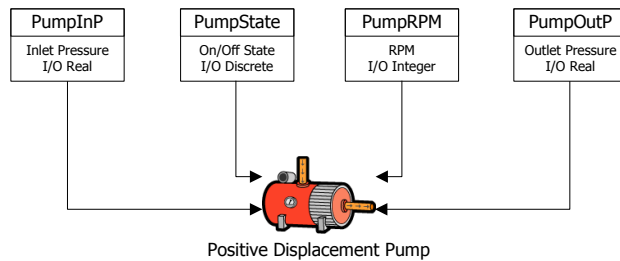 PumpInP
Inlet Pressure
I/O Real
PumpState
On/Off State
I/O Discrete
PumpRPM
RPM
I/O Integer
PumpOutP
Outlet Pressure
I/O Real
Positive Displacement Pump